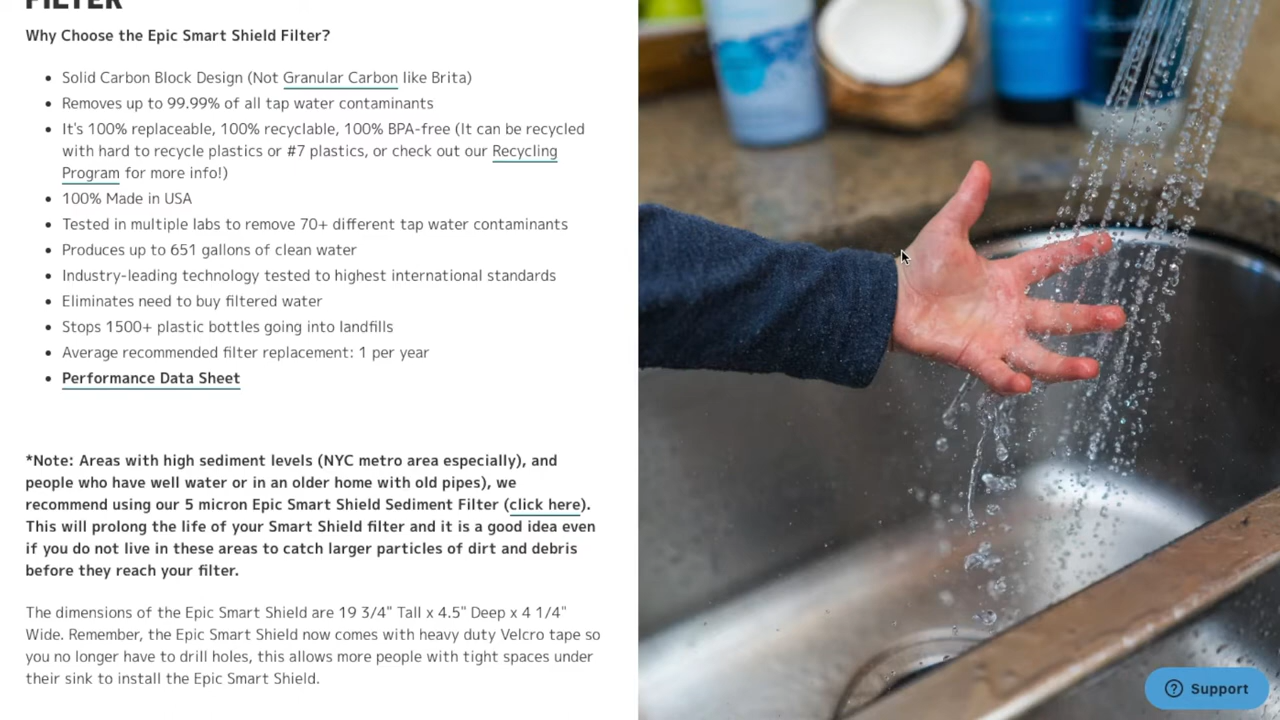 FILTER
Why Choose the Epic Smart Shield Filter?
Solid Carbon Block Design (Not Granular Carbon like Brita)
Removes up to 99.99% of all tap water contaminants
It's 100% replaceable, 100% recyclable, 100% BPA-free (It can be recycled
with hard to recycle plastics or #7 plastics, or check out our Recycling
Program for more info!)
100% Made in USA
Tested in multiple labs to remove 70+ different tap water contaminants
Produces up to 651 gallons of clean water
Industry-leading technology tested to highest international standards
Eliminates need to buy filtered water
Stops 1500+ plastic bottles going into landfills
Average recommended filter replacement: 1 per year
Performance Data Sheet
*Note: Areas with high sediment levels (NYC metro area especially), and
people who have well water or in an older home with old pipes), we
recommend using our 5 micron Epic Smart Shield Sediment Filter (click here).
This will prolong the life of your Smart Shield filter and it is a good idea even
if you do not live in these areas to catch larger particles of dirt and debris
before they reach your filter.
The dimensions of the Epic Smart Shield are 19 3/4" Tall x 4.5" Deep x 4 1/4"
Wide. Remember, the Epic Smart Shield now comes with heavy duty Velcro tape so
you no longer have to drill holes, this allows more people with tight spaces under
their sink to install the Epic Smart Shield.
Support